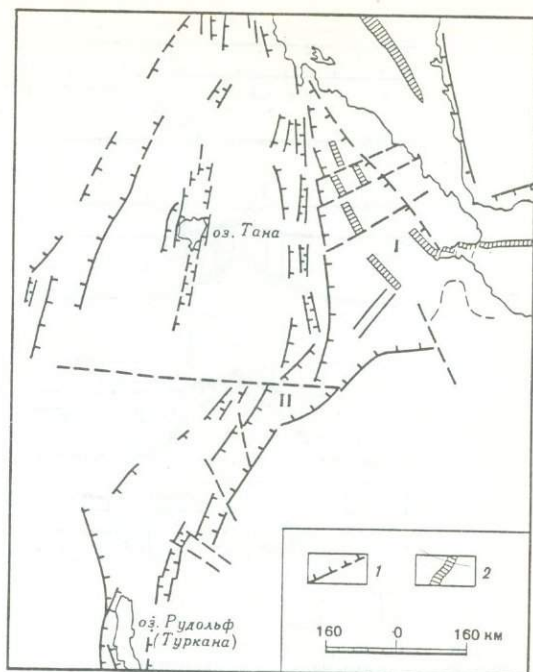 I
оз. Тана
II
1
2
160 0 160 км
оз. Рудольф
(Туркана)